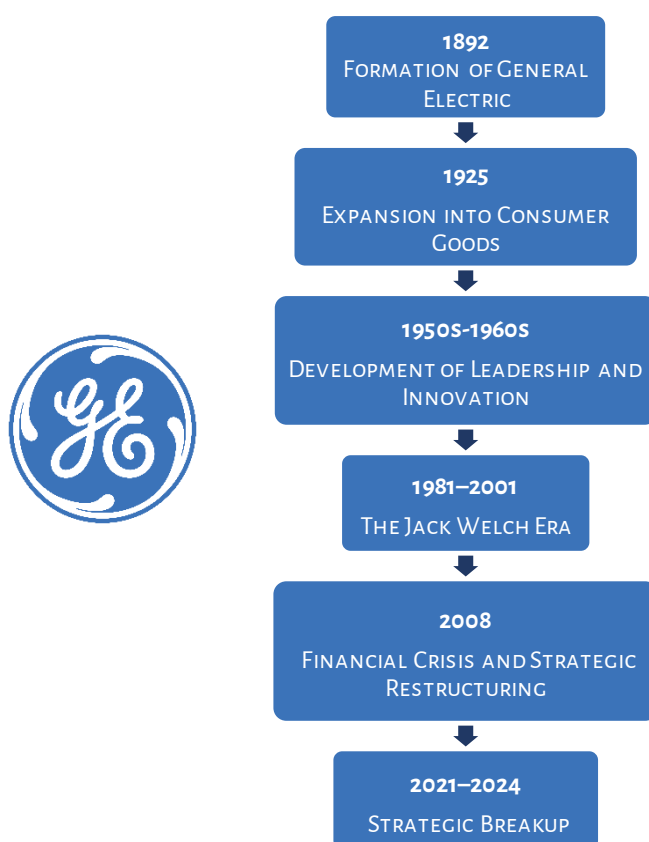 GE
1892
Formation of General
Electric
1925
Expansion into Consumer
Goods
1950s-1960s
Development of Leadership and
Innovation
1981–2001
The Jack Welch Era
2008
Financial Crisis and Strategic
Restructuring
2021–2024
Strategic Breakup